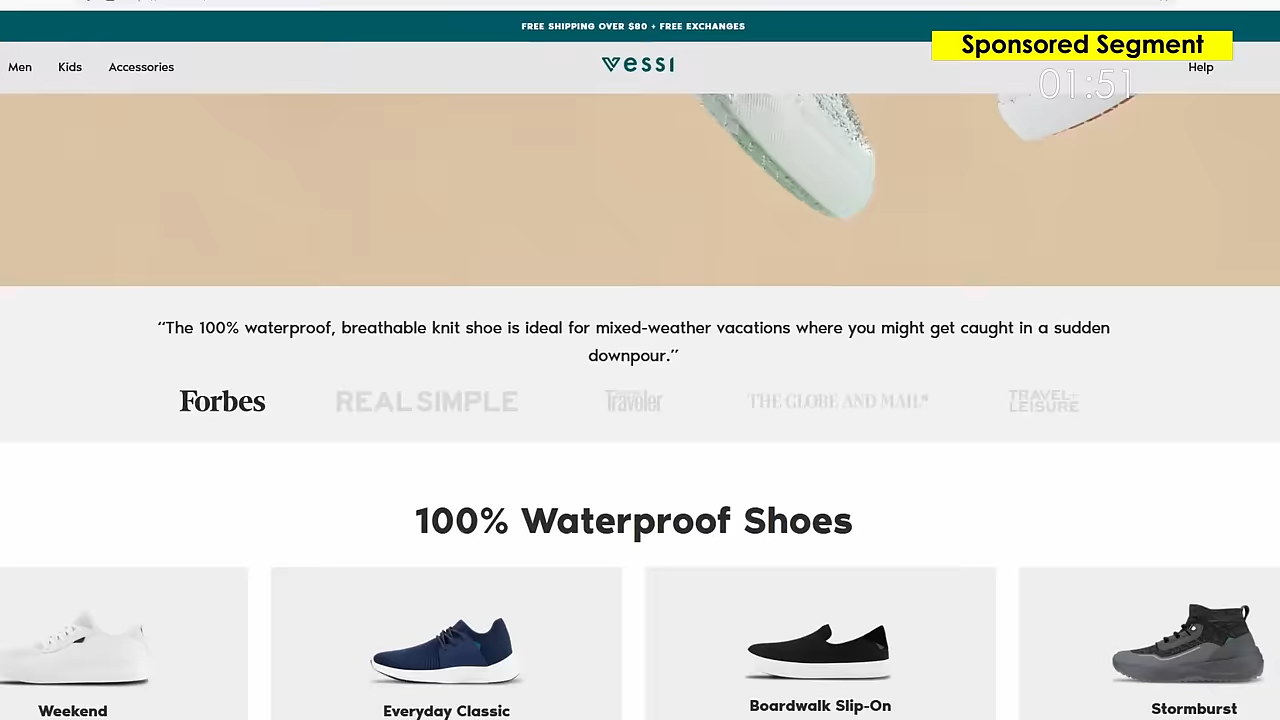 FREE SHIPPING OVER $80 + FREE EXCHANGES
Sponsored Segment
01:51
Men
Kids
Accessories
vessi
Help
“The 100% waterproof, breathable knit shoe is ideal for mixed-weather vacations where you might get caught in a sudden
downpour.”
Forbes
REAL SIMPLE
Traveler
THE GLOBE AND MAIL*
TRAVEL+
LEISURE
100% Waterproof Shoes
Weekend
Everyday Classic
Boardwalk Slip-On
Stormburst